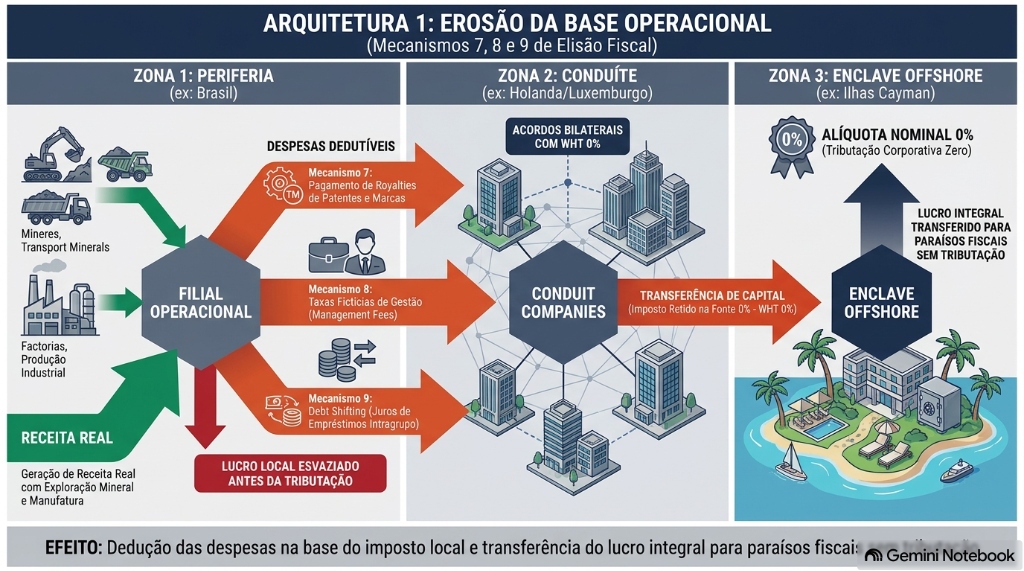 ARQUITETURA 1: EROSÃO DA BASE OPERACIONAL
(Mecanismos 7, 8 e 9 de Elisão Fiscal)
ZONA 1: PERIFERIA
(ex: Brasil)
Mineres,
Transport Minerals
Factorias,
Produção
Industrial
RECEITA REAL
Geração de Receita Real
com Exploração Mineral
e Manufatura
FILIAL
OPERACIONAL
DESPESAS DEDUTÍVEIS
Mecanismo 7:
Pagamento de Royalties
de Patentes e Marcas
TM
Mecanismo 8:
Taxas Fictícias de Gestão
(Management Fees)
Mecanismo 9:
Debt Shifting (Juros de
Empréstimos Intragrupo)
LUCRO LOCAL ESVAZIADO
ANTES DA TRIBUTAÇÃO
ZONA 2: CONDUÍTE
(ex: Holanda/Luxemburgo)
ACORDOS BILATERAIS
COM WHT 0%
CONDUIT
COMPANIES
TRANSFERÊNCIA DE CAPITAL
(Imposto Retido na Fonte 0% - WHT 0%)
ZONA 3: ENCLAVE OFFSHORE
(ex: Ilhas Cayman)
0%
ALÍQUOTA NOMINAL 0%
(Tributação Corporativa Zero)
LUCRO INTEGRAL
TRANSFERIDO PARA
PARAÍSOS FISCAIS
SEM TRIBUTAÇÃO
ENCLAVE
OFFSHORE
EFEITO: Dedução das despesas na base do imposto local e transferência do lucro integral para paraísos fiscais
Gemini Notebook